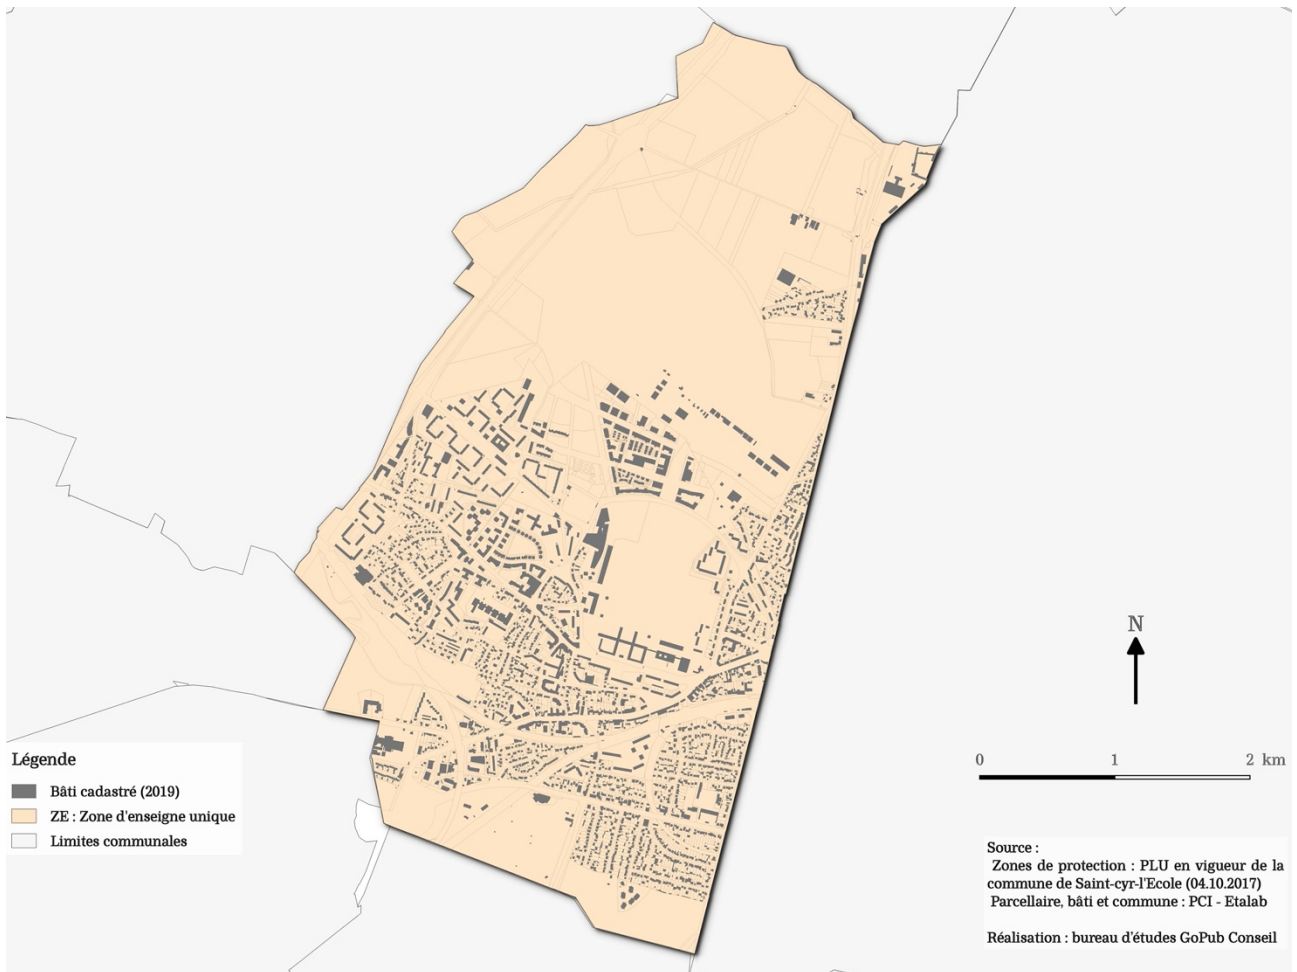 N
0 1 2 km
Légende
Bâti cadastré (2019)
ZE : Zone d'enseigne unique
Limites communales
Source :
Zones de protection : PLU en vigueur de la
commune de Saint-cyr-l'Ecole (04.10.2017)
Parcellaire, bâti et commune : PCI - Etalab
Réalisation : bureau d'études GoPub Conseil